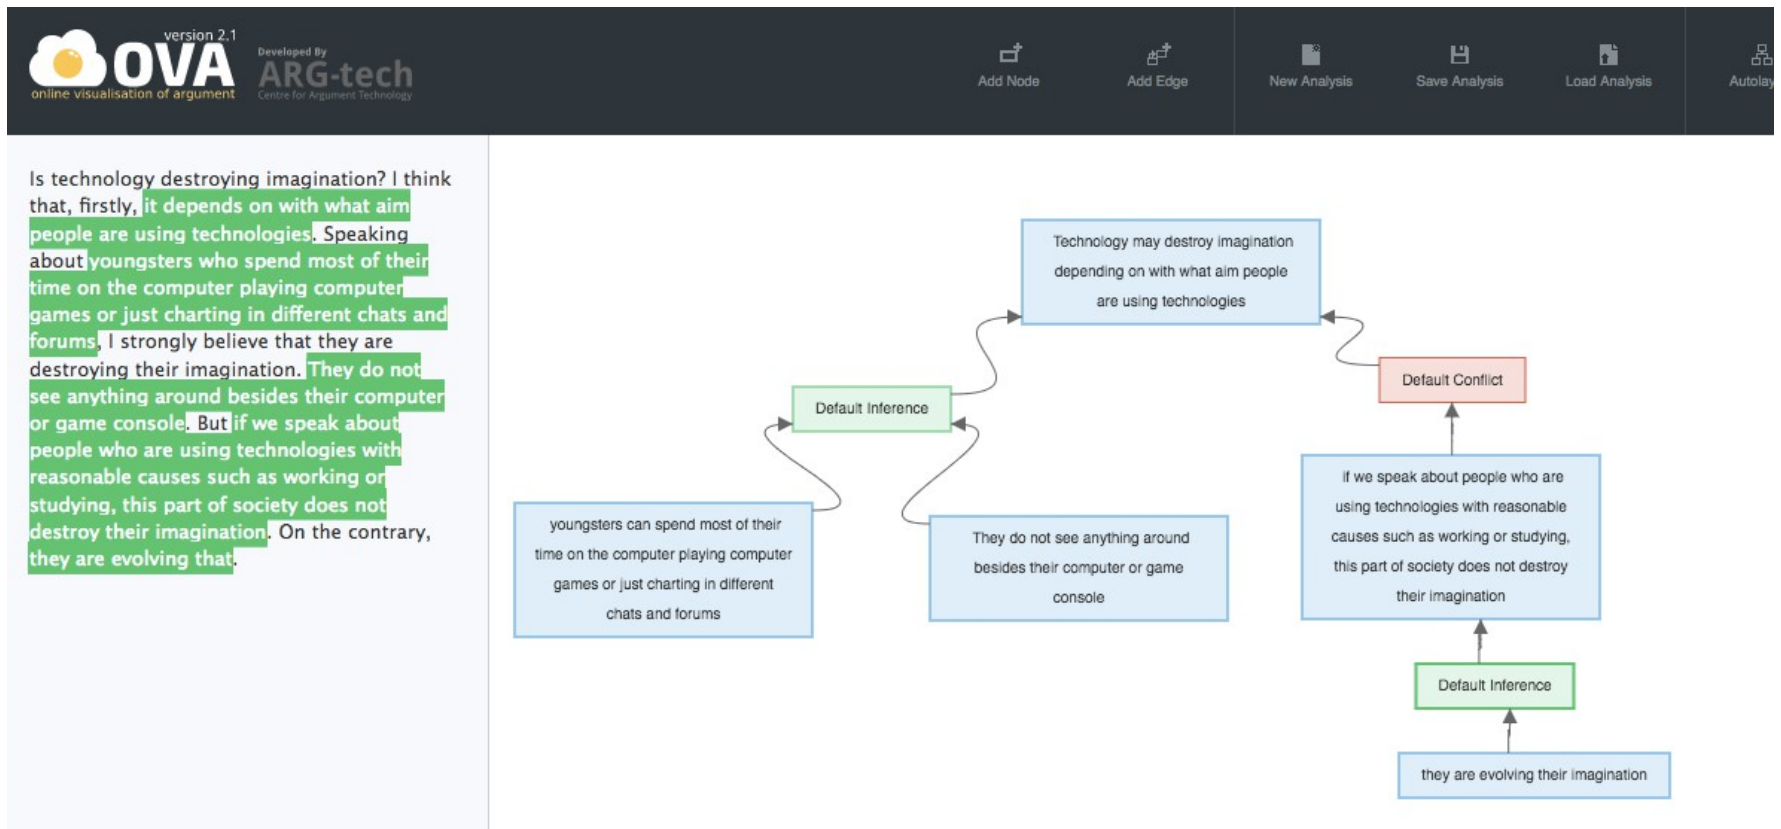 version 2.1
OVA
online visualisation of argument
Developed By
ARG-tech
Centre for Argument Technology
Add Node
Add Edge
New Analysis
Save Analysis
Load Analysis
Autolay
Is technology destroying imagination? I think
that, firstly, it depends on with what aim
people are using technologies. Speaking
about youngsters who spend most of their
time on the computer playing computer
games or just charting in different chats and
forums, I strongly believe that they are
destroying their imagination. They do not
see anything around besides their computer
or game console. But if we speak about
people who are using technologies with
reasonable causes such as working or
studying, this part of society does not
destroy their imagination. On the contrary,
they are evolving that.
Technology may destroy imagination
depending on with what aim people
are using technologies
Default Inference
Default Conflict
youngsters can spend most of their
time on the computer playing computer
games or just charting in different
chats and forums
They do not see anything around
besides their computer or game
console
if we speak about people who are
using technologies with reasonable
causes such as working or studying,
this part of society does not destroy
their imagination
Default Inference
they are evolving their imagination